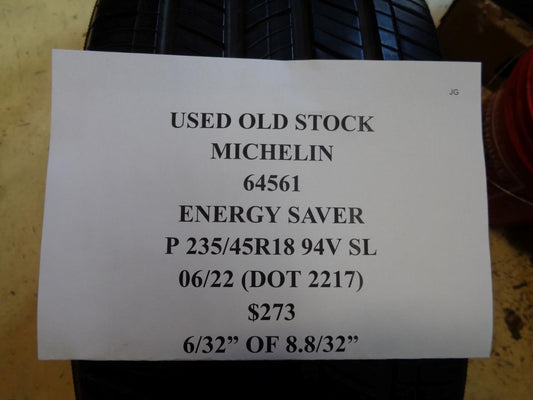 JG
USED OLD STOCK
MICHELIN
64561
ENERGY SAVER
P 235/45R18 94V SL
06/22 (DOT 2217)
$273
6/32” OF 8.8/32”